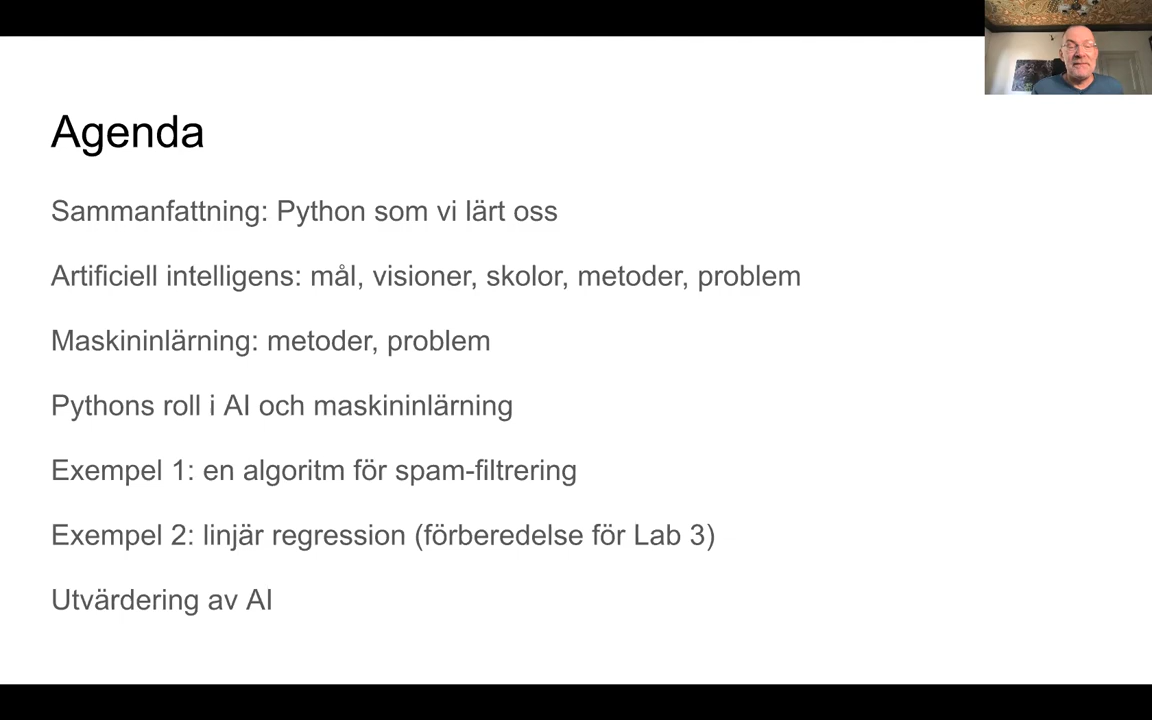 Agenda
Sammanfattning: Python som vi lärt oss
Artificiell intelligens: mål, visioner, skolor, metoder, problem
Maskininlärning: metoder, problem
Pythons roll i AI och maskininlärning
Exempel 1: en algoritm för spam-filtrering
Exempel 2: linjär regression (förberedelse för Lab 3)
Utvärdering av AI